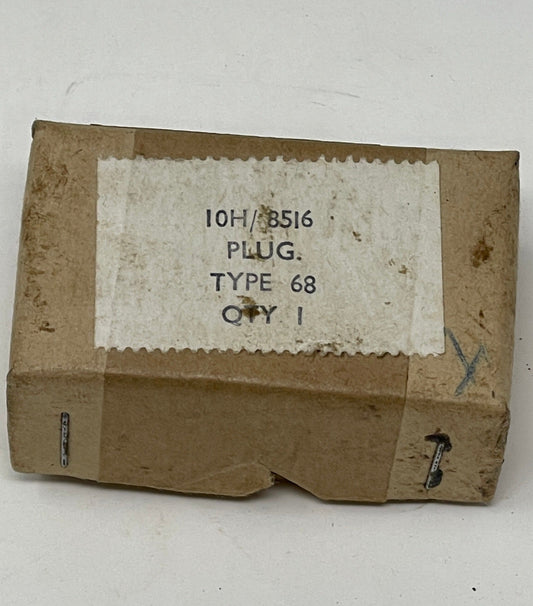 10H/8516
PLUG.
TYPE 68
QTY 1